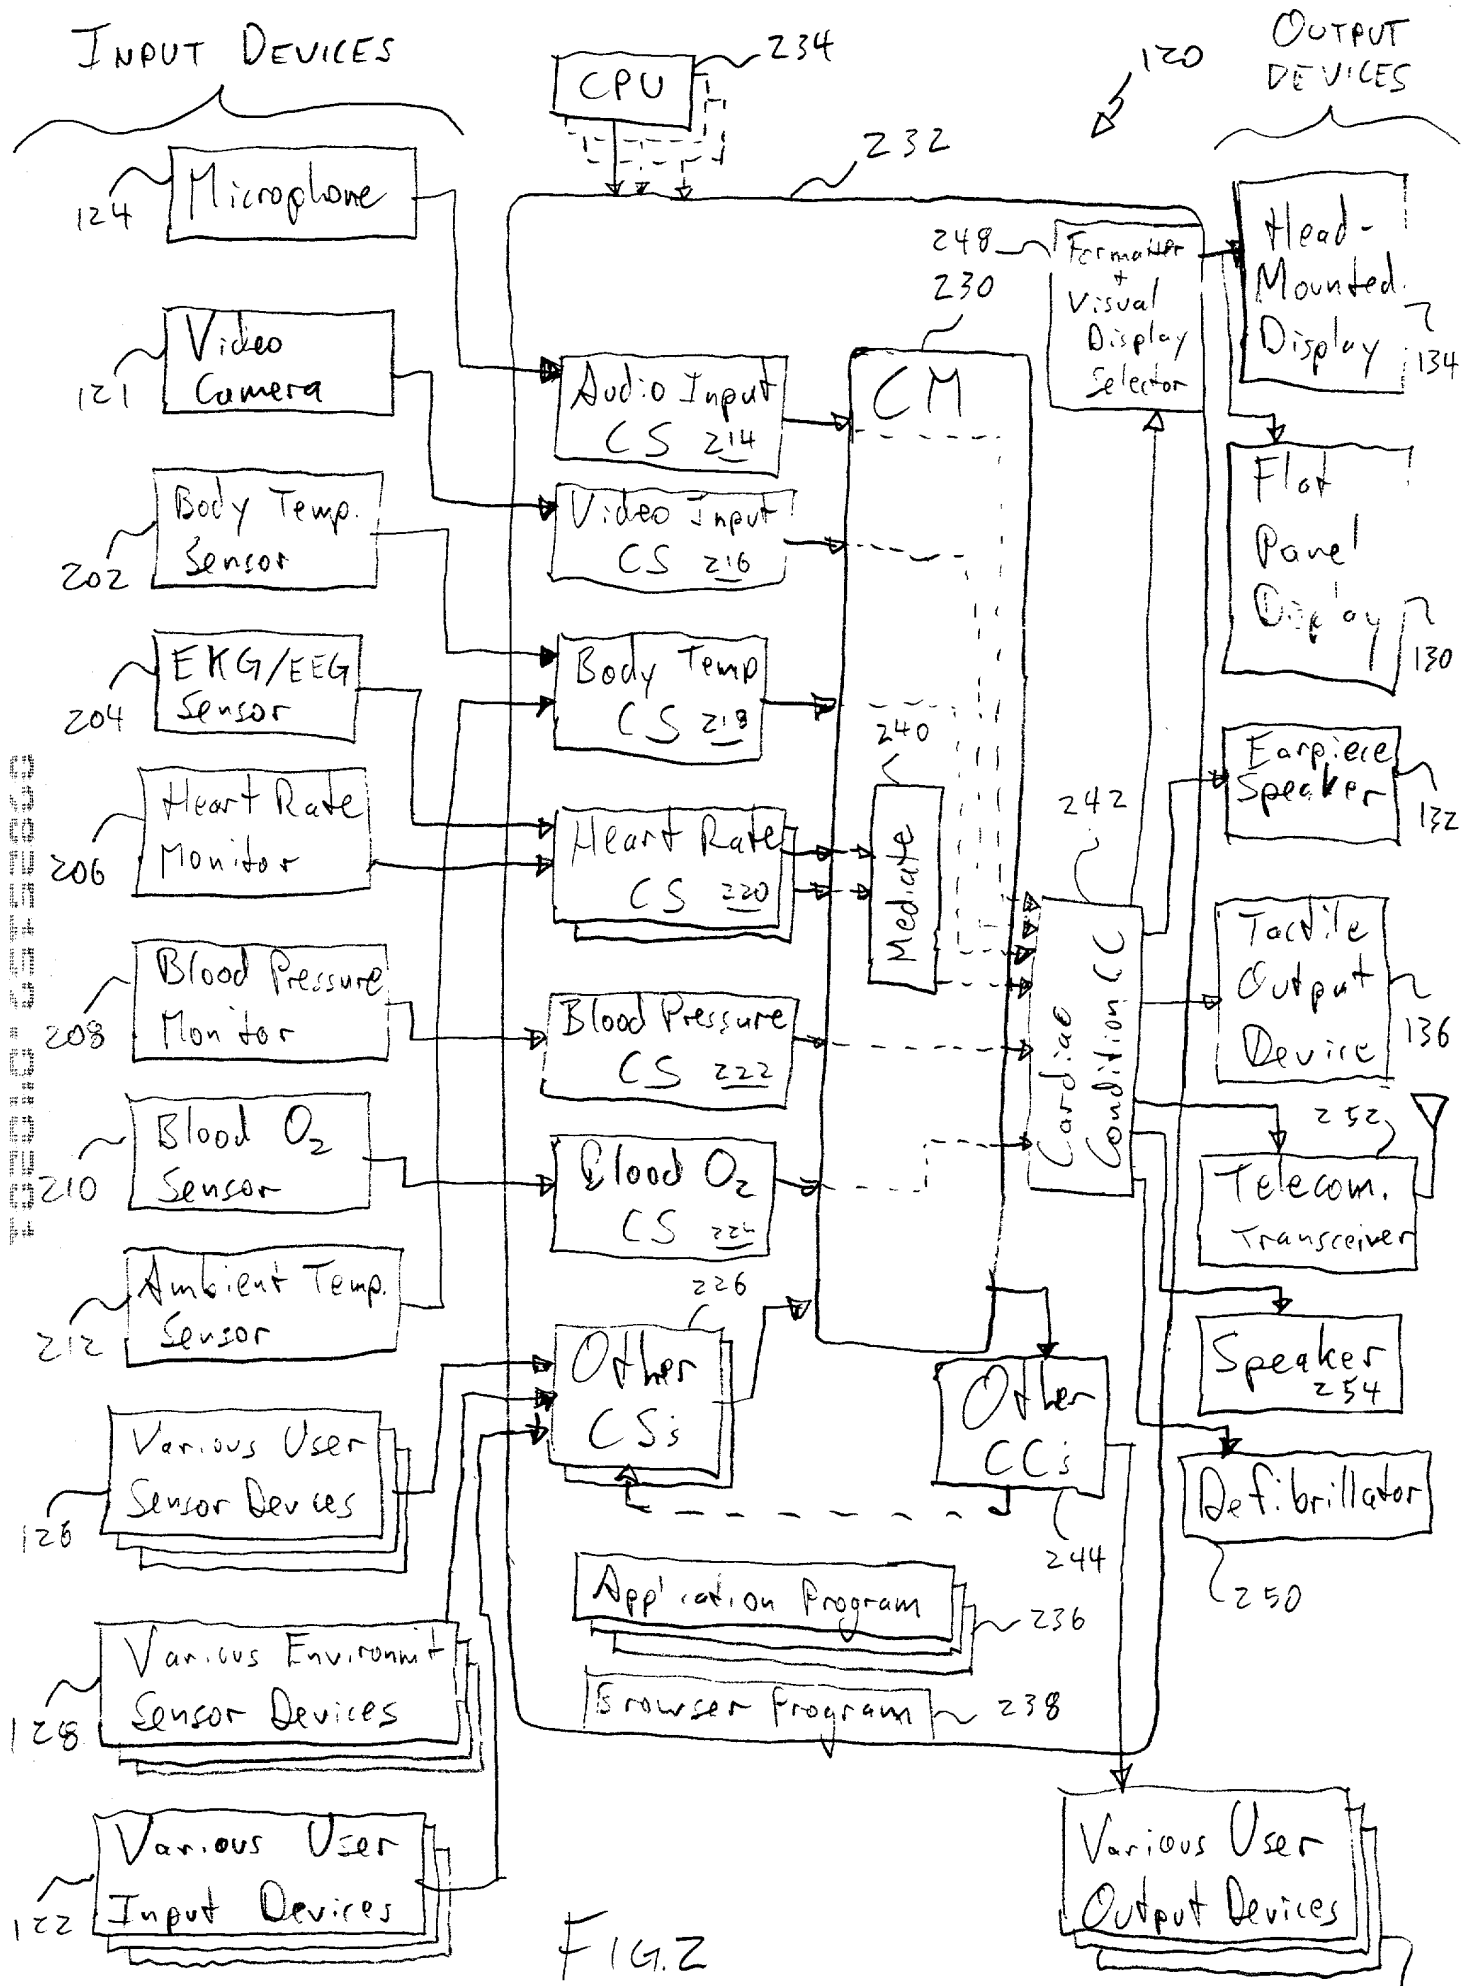 INPUT DEVICES
CPU
234
120
OUTPUT
DEVICES
232
124
Microphone
248
230
Formatter
+
Visual
Display
Selector
Head-
Mounted
Display
134
121
Video
Camera
Audio Input
CS 214
CM
202
Body Temp.
Sensor
Video Input
CS 216
Flat
Panel
Display
130
204
EKG/EEG
Sensor
Body Temp
CS 218
240
Mediate
242
Earpiece
Speaker
132
206
Heart Rate
Monitor
Heart Rate
CS 220
Cardiac
Condition CC
Tactile
Output
Device
136
208
Blood Pressure
Monitor
Blood Pressure
CS 222
252
Telecom.
Transceiver
210
Blood O2
Sensor
Blood O2
CS 224
212
Ambient Temp.
Sensor
226
Other
CSs
Other
CCs
244
Speaker
254
Defibrillator
250
126
Various User
Sensor Devices
Application Program
236
128
Various Environmt
Sensor Devices
Browser Program
238
122
Various User
Input Devices
Various User
Output Devices
FIG. 2